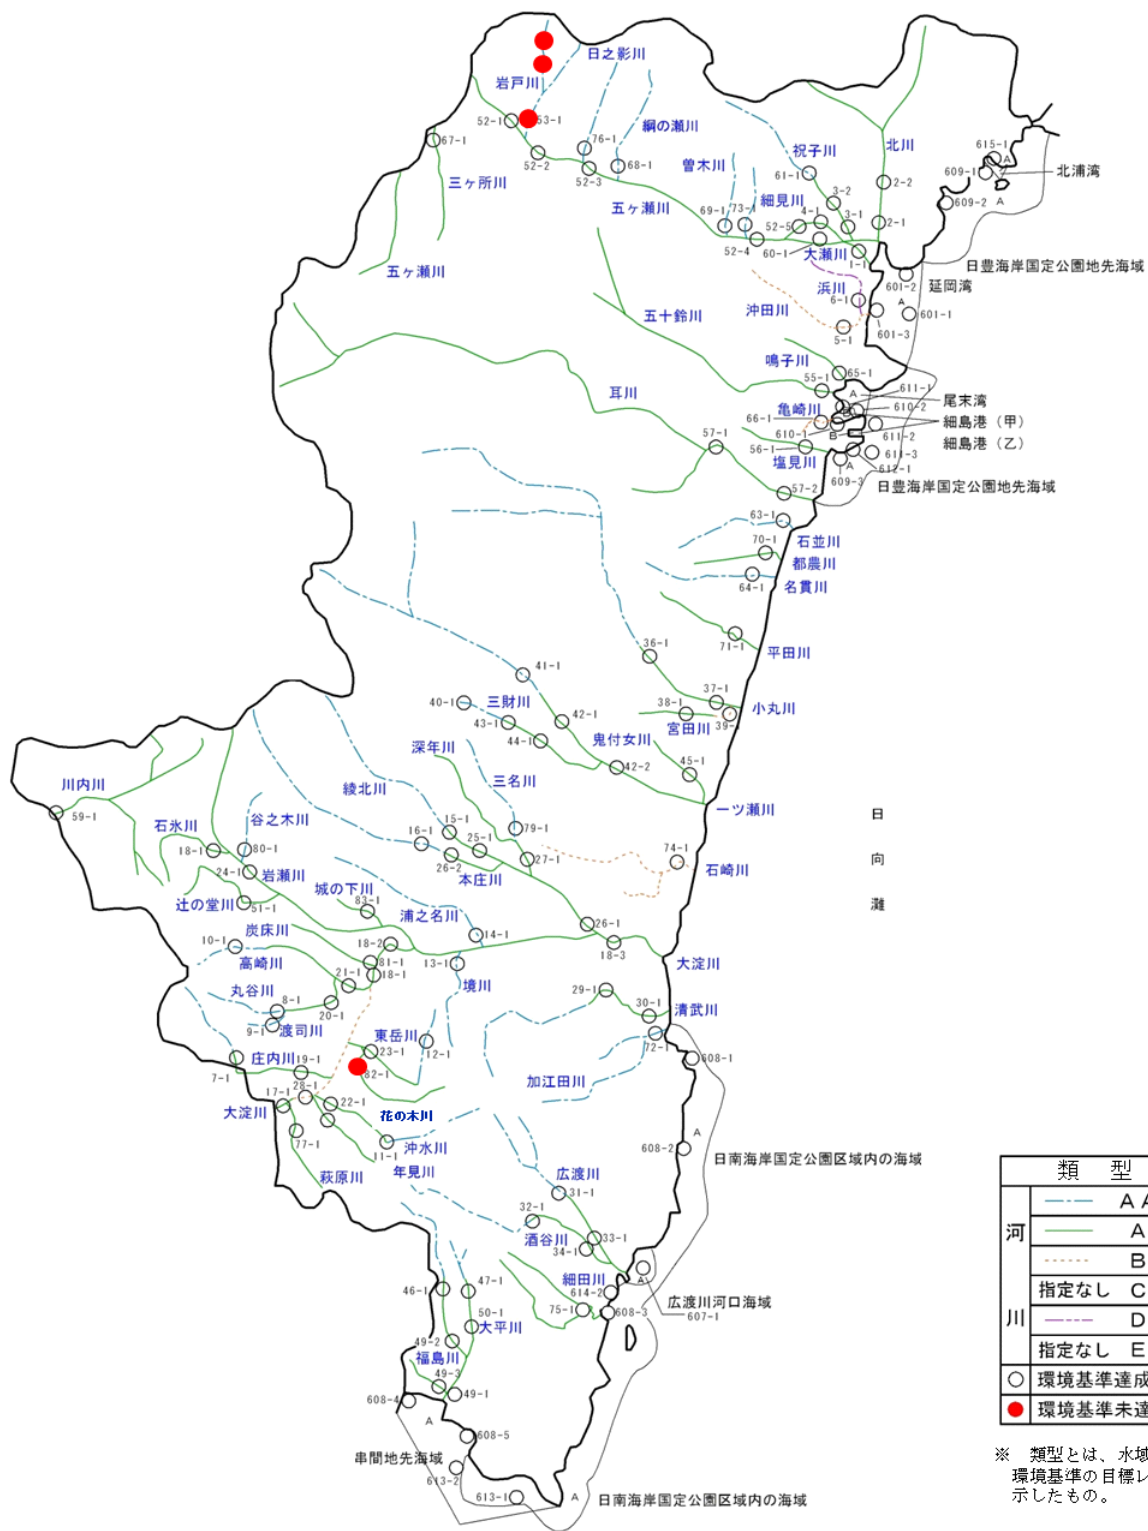 日之影川
岩戸川
綱の瀬川
52-1
53-1
67-1
76-1
祝子川
北川
615-1
A
52-2
曽木川
61-1
609-1
北浦湾
52-3
68-1
三ヶ所川
2-2
細見川
3-2
609-2
A
五ヶ瀬川
69-1
73-1
4-1
52-5
3-1
2-1
52-4
60-1
大瀬川
1-1
五ヶ瀬川
日豊海岸国定公園地先海域
浜川
601-2
延岡湾
6-1
A
五十鈴川
沖田川
601-1
5-1
601-3
鳴子川
65-1
55-1
611-1
A
尾末湾
耳川
亀崎川
610-2
細島港（甲）
66-1
610-1
B
611-2
57-1
56-1
細島港（乙）
塩見川
611-3
A
612-1
609-3
57-2
日豊海岸国定公園地先海域
63-1
石並川
70-1
都農川
64-1
名貫川
36-1
71-1
平田川
41-1
40-1
三財川
37-1
38-1
小丸川
43-1
42-1
宮田川
39-1
44-1
鬼付女川
深年川
42-2
45-1
川内川
三名川
綾北川
一ツ瀬川
日
59-1
谷之木川
石氷川
15-1
79-1
16-1
25-1
18-1
80-1
74-1
向
26-2
27-1
24-1
岩瀬川
本庄川
石崎川
城の下川
辻の堂川
51-1
83-1
浦之名川
灘
26-1
炭床川
10-1
18-2
14-1
18-3
高崎川
81-1
13-1
大淀川
21-1
18-1
境川
丸谷川
29-1
8-1
20-1
30-1
清武川
9-1
渡司川
東岳川
72-1
23-1
12-1
庄内川
19-1
608-1
7-1
82-1
加江田川
28-1
17-1
22-1
花の木川
大淀川
77-1
沖水川
A
11-1
608-2
日南海岸国定公園区域内の海域
萩原川
年見川
広渡川
31-1
32-1
酒谷川
33-1
34-1
細田川
A
46-1
47-1
614-2
広渡川河口海域
50-1
75-1
608-3
607-1
大平川
49-2
福島川
49-3
49-1
608-4
A
608-5
串間地先海域
613-2
613-1
A
日南海岸国定公園区域内の海域
類　型
河
川
AA
A
B
指定なし　C
D
指定なし　E
環境基準達成
環境基準未達
※　類型とは、水域
環境基準の目標レ
示したもの。